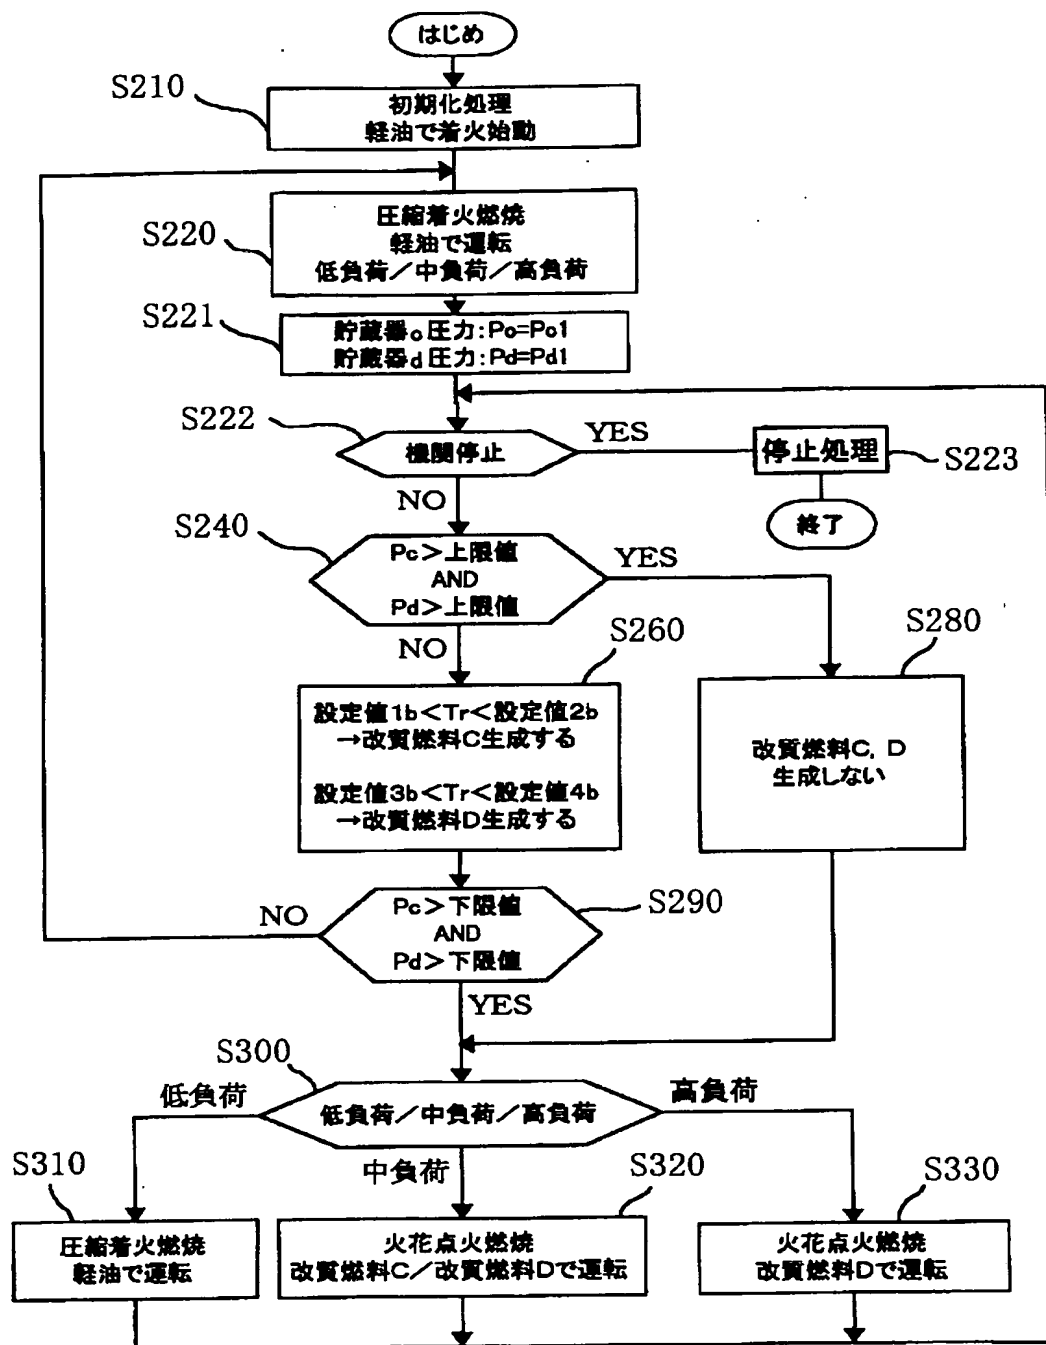 はじめ
S210
初期化処理
軽油で着火始動
S220
圧縮着火燃焼
軽油で運転
低負荷／中負荷／高負荷
S221
貯蔵器c圧力:Pc=Pc1
貯蔵器d圧力:Pd=Pd1
S222
機関停止
YES
停止処理
S223
NO
終了
S240
Pc＞上限値
AND
Pd＞上限値
YES
NO
S260
S280
設定値1b＜Tr＜設定値2b
→改質燃料C生成する
設定値3b＜Tr＜設定値4b
→改質燃料D生成する
改質燃料C, D
生成しない
NO
Pc＞下限値
AND
Pd＞下限値
S290
YES
S300
低負荷
低負荷／中負荷／高負荷
高負荷
中負荷
S310
圧縮着火燃焼
軽油で運転
S320
火花点火燃焼
改質燃料C／改質燃料Dで運転
S330
火花点火燃焼
改質燃料Dで運転